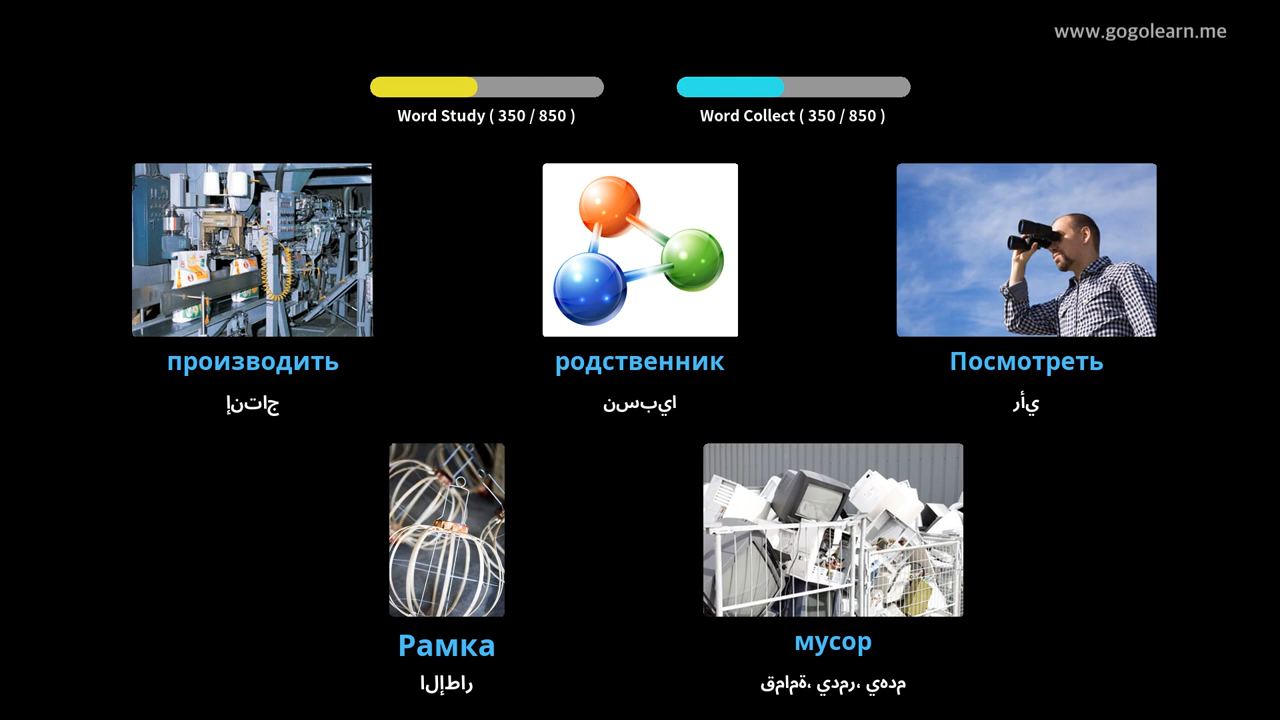 www.gogolearn.me
Word Study ( 350 / 850 )
Word Collect ( 350 / 850 )
производить
إنتاج
родственник
نسبيا
Посмотреть
رأي
Рамка
الإطار
мусор
قمامة، يدمر، يهدم